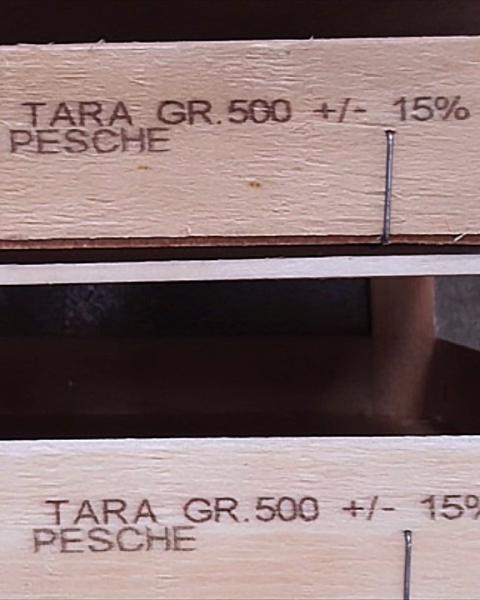 TARA GR.500 +/- 15%
PESCHE
TARA GR.500 +/- 15%
PESCHE